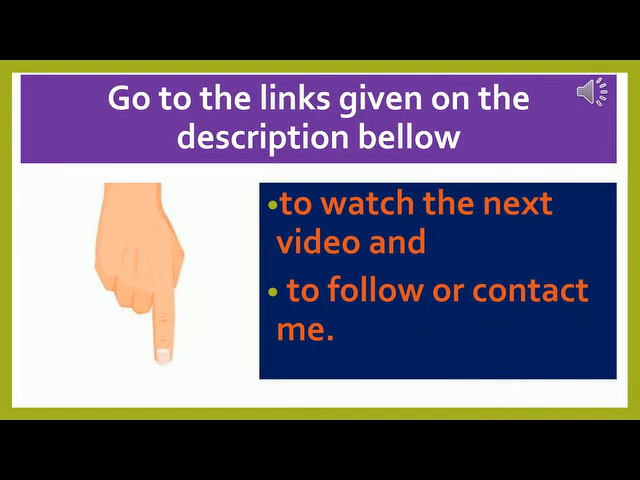 Go to the links given on the
description bellow
•to watch the next
video and
• to follow or contact
me.